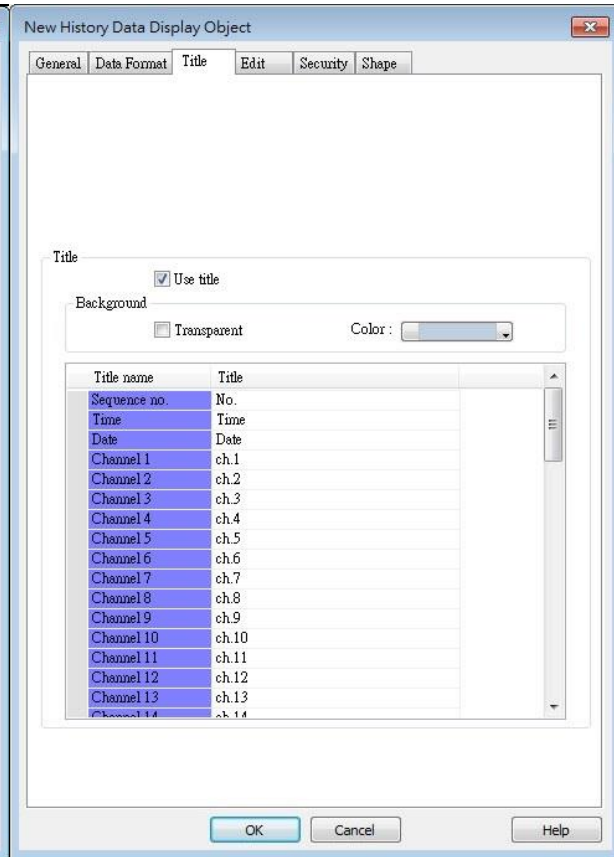 New History Data Display Object
General Data Format Title Edit Security Shape
Title
Use title
Background
Transparent Color :
Title name Title
Sequence no. No.
Time Time
Date Date
Channel 1 ch.1
Channel 2 ch.2
Channel 3 ch.3
Channel 4 ch.4
Channel 5 ch.5
Channel 6 ch.6
Channel 7 ch.7
Channel 8 ch.8
Channel 9 ch.9
Channel 10 ch.10
Channel 11 ch.11
Channel 12 ch.12
Channel 13 ch.13
Channel 14 ch.14
OK Cancel Help